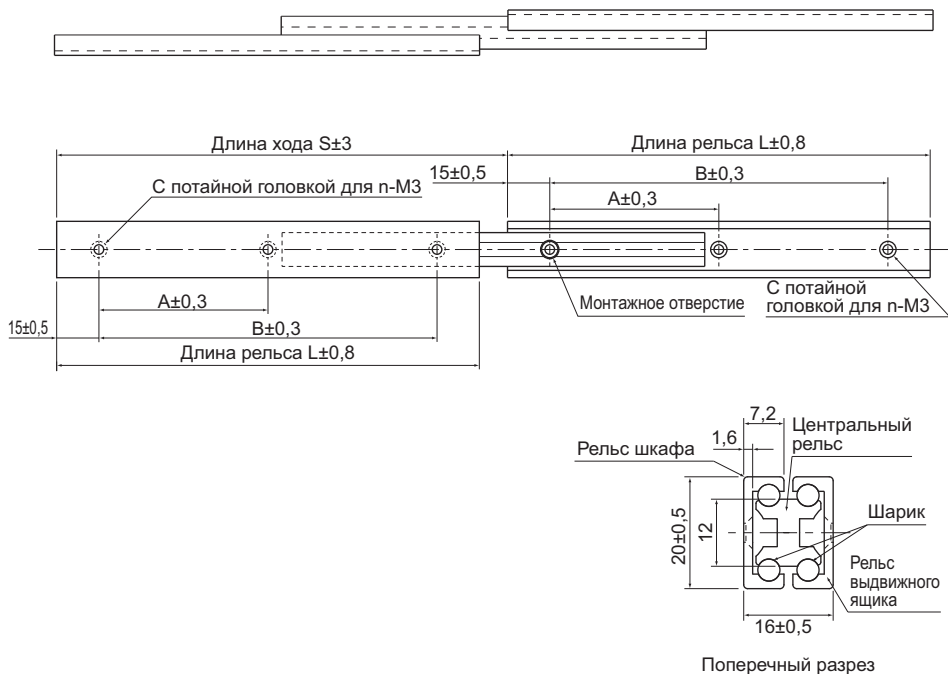 Длина хода S±3
Длина рельса L±0,8
15±0,5
B±0,3
С потайной головкой для n-M3
A±0,3
A±0,3
Монтажное отверстие
С потайной
головкой для n-M3
15±0,5
B±0,3
Длина рельса L±0,8
7,2
1,6
Центральный
рельс
Рельс шкафа
Шарик
20±0,5
12
Рельс
выдвижного
ящика
16±0,5
Поперечный разрез